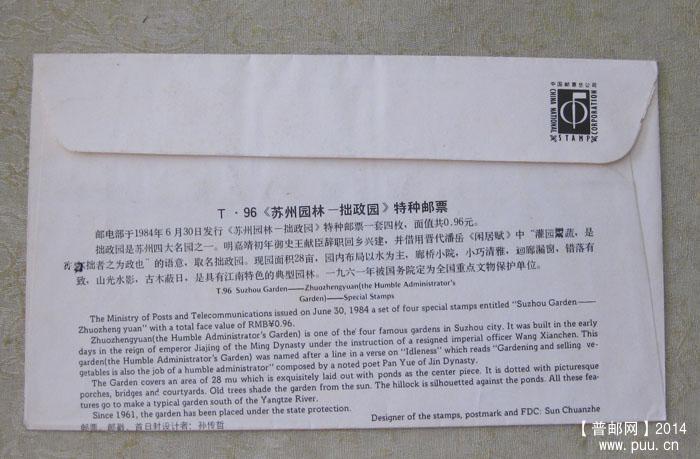 中国邮票总公司
CHINA NATIONAL
STAMP
CORPORATION
T·96《苏州园林—拙政园》特种邮票
邮电部于1984年6月30日发行《苏州园林—拙政园》特种邮票一套四枚，面值共0.96元。
拙政园是苏州四大名园之一。明嘉靖初年御史王献臣辞职回乡兴建，并借用晋代潘岳《闲居赋》中“灌园鬻蔬，是
亦拙者之为政也”的语意，取名拙政园。现园面积28亩，园内布局以水为主，廊桥小院，小巧清雅，迴廊漏窗，错落有
致，山光水影，古木蔽日，是具有江南特色的典型园林。一九六一年被国务院定为全国重点文物保护单位。
T.96 Suzhou Garden——Zhuozhengyuan(the Humble Administrator's
Garden)——Special Stamps
The Ministry of Posts and Telecommunications issued on June 30, 1984 a set of four special stamps entitled "Suzhou Garden——
Zhuozheng yuan" with a total face value of RMB¥0.96.
Zhuozhengyuan(the Humble Administrator's Garden) is one of the four famous gardens in Suzhou city. It was built in the early
days in the reign of emperor Jiajing of the Ming Dynasty under the instruction of a resigned imperial officer Wang Xianchen. This
garden(the Humble Administrator's Garden) was named after a line in a verse on "Idleness" which reads "Gardening and selling ve-
getables is also the job of a humble administrator" composed by a noted poet Pan Yue of Jin Dynasty.
The Garden covers an area of 28 mu which is exquisitely laid out with ponds as the center piece. It is dotted with picturesque
porches, bridges and courtyards. Old trees shade the garden from the sun. The hillock is silhouetted against the ponds. All these fea-
tures go to make a typical garden south of the Yangtze River.
Since 1961, the garden has been placed under the state protection.
Designer of the stamps, postmark and FDC: Sun Chuanzhe
邮票、邮戳、首日封设计者：孙传哲
【普邮网】2014
www.puu.cn